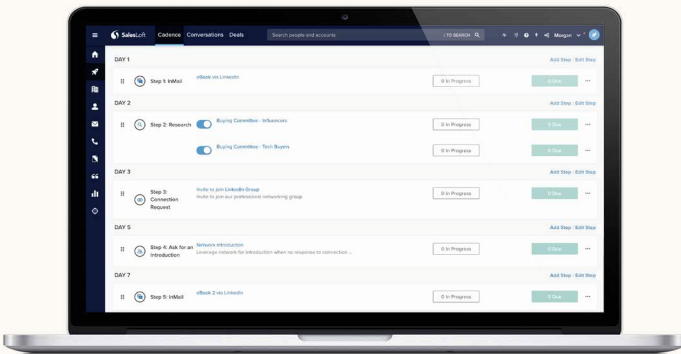 SalesLoft Cadence Conversations Deals Search people and accounts / TO SEARCH Morgan
DAY 1 Add Step Edit Step
Step 1: InMail eBook via LinkedIn 0 In Progress 0 Due
DAY 2 Add Step Edit Step
Step 2: Research Buying Committee - Influencers 0 In Progress 0 Due
Buying Committee - Tech Buyers 0 In Progress 0 Due
DAY 3 Add Step Edit Step
Step 3: Invite to join LinkedIn Group 0 In Progress 0 Due
Connection Invite to join our professional networking group
Request
DAY 5 Add Step Edit Step
Step 4: Ask for an Network Introduction 0 In Progress 0 Due
Introduction Leverage network for introduction when no response to connection ...
DAY 7 Add Step Edit Step
Step 5: InMail eBook 2 via LinkedIn 0 In Progress 0 Due